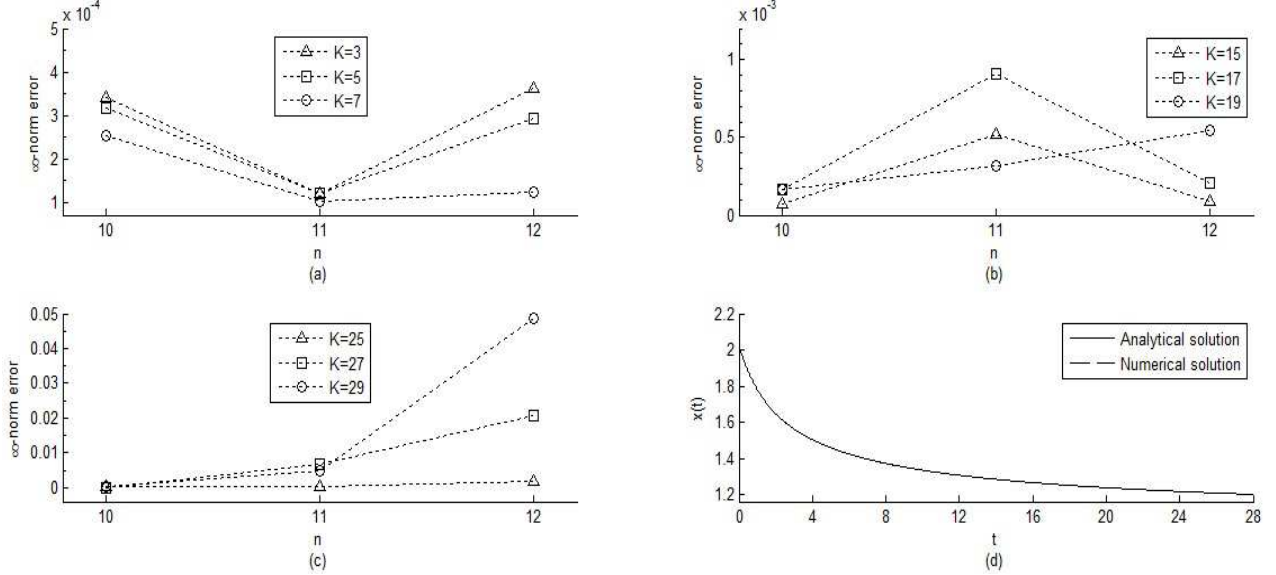 x 10^-4
5
4
3
2
1
∞-norm error
K=3
K=5
K=7
10 11 12
n
(a)
x 10^-3
1
0.5
0
∞-norm error
K=15
K=17
K=19
10 11 12
n
(b)
0.05
0.04
0.03
0.02
0.01
0
∞-norm error
K=25
K=27
K=29
10 11 12
n
(c)
2.2
2
1.8
1.6
1.4
1.2
x(t)
Analytical solution
Numerical solution
0 4 8 12 16 20 24 28
t
(d)